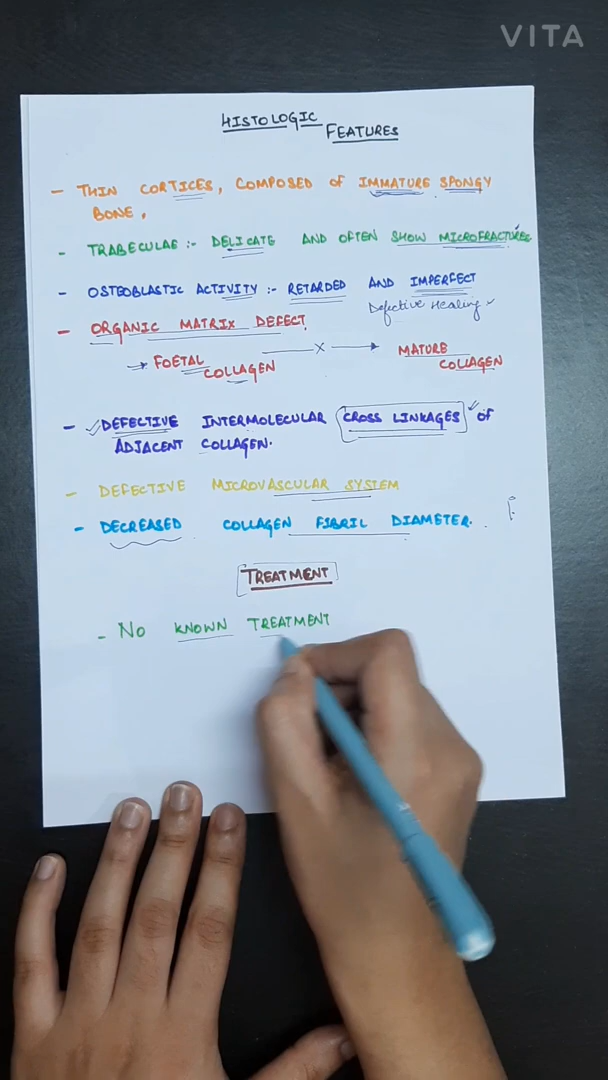 VITA
HISTOLOGIC
FEATURES
- THIN CORTICES, COMPOSED of IMMATURE SPONGY
BONE,
- TRABECULAE :- DELICATE AND OFTEN SHOW MICROFRACTURES.
- OSTEOBLASTIC ACTIVITY :- RETARDED AND IMPERFECT
Defective Healing
- ORGANIC MATRIX DEFECT.
→ FOETAL COLLAGEN —×→ MATURE COLLAGEN
- ✓DEFECTIVE INTERMOLECULAR CROSS LINKAGES ✓ of
ADJACENT COLLAGEN.
- DEFECTIVE MICROVASCULAR SYSTEM
- DECREASED COLLAGEN FIBRIL DIAMETER.
TREATMENT
- No KNOWN TREATMENT